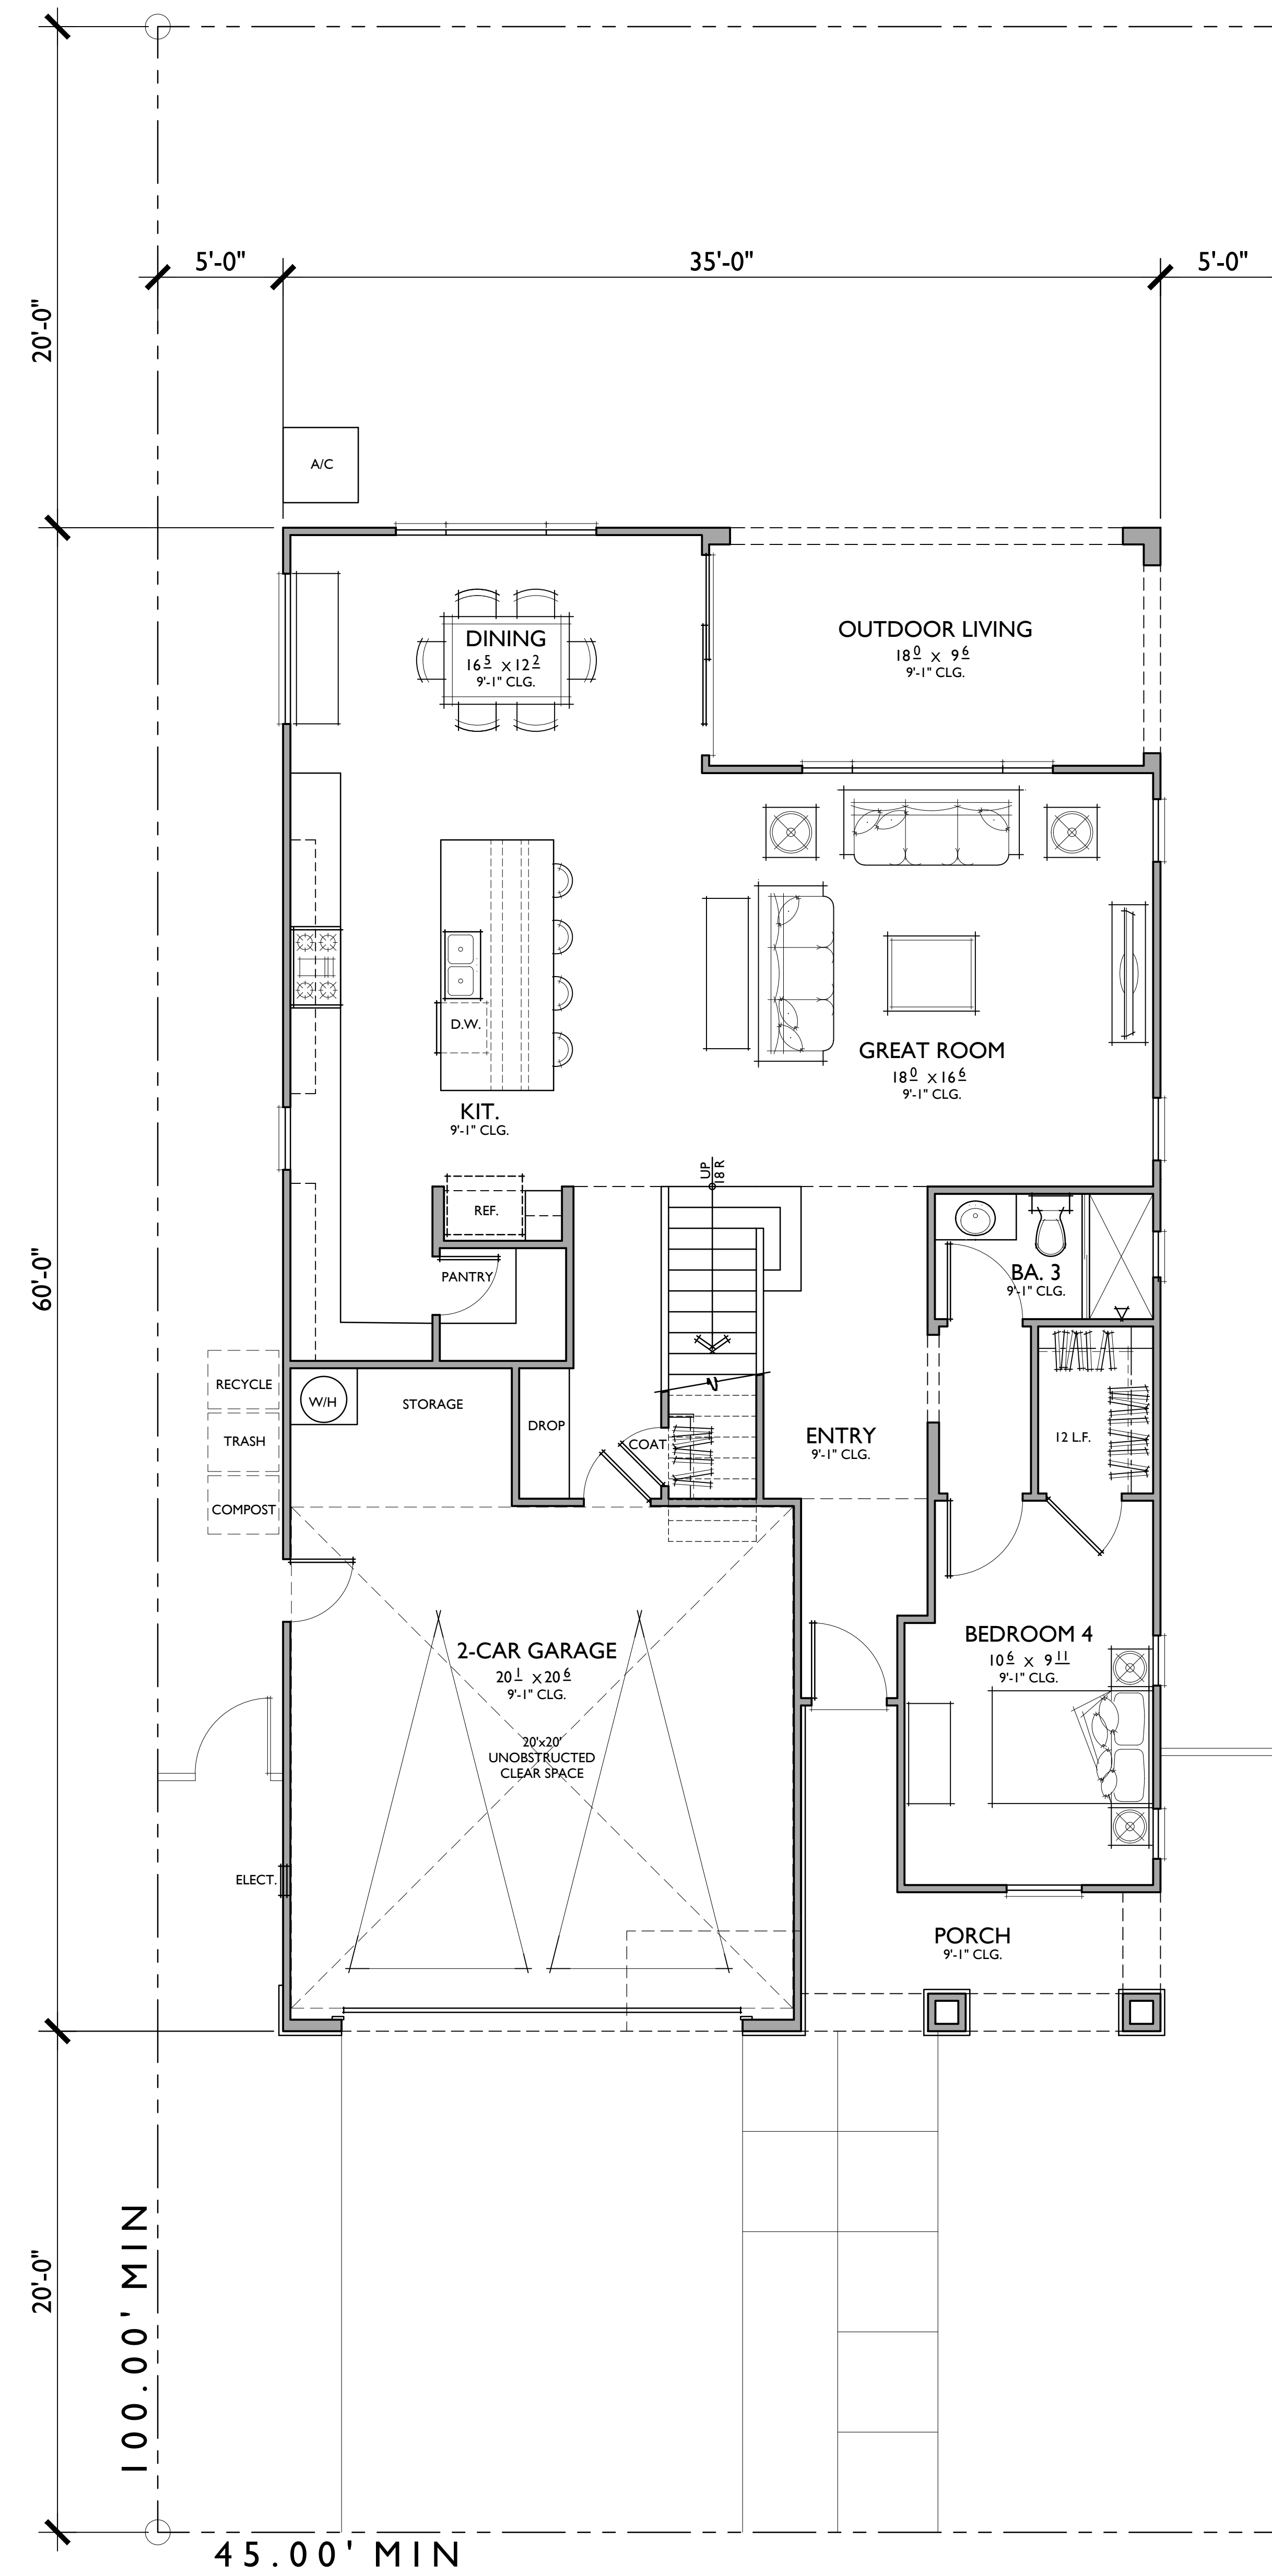 5'-0"
35'-0"
5'-0"
20'-0"
A/C
DINING
16 5 X 12 2
9'-1" CLG.
OUTDOOR LIVING
18 0 X 9 6
9'-1" CLG.
D.W.
GREAT ROOM
18 0 X 16 6
9'-1" CLG.
KIT.
9'-1" CLG.
UP
18 R
REF.
PANTRY
BA. 3
9'-1" CLG.
60'-0"
RECYCLE
TRASH
COMPOST
W/H
STORAGE
DROP
COAT
ENTRY
9'-1" CLG.
12 L.F.
2-CAR GARAGE
20 1 X 20 6
9'-1" CLG.
20'x20'
UNOBSTRUCTED
CLEAR SPACE
BEDROOM 4
10 6 X 9 11
9'-1" CLG.
ELECT.
PORCH
9'-1" CLG.
20'-0"
100.00' MIN
45.00' MIN